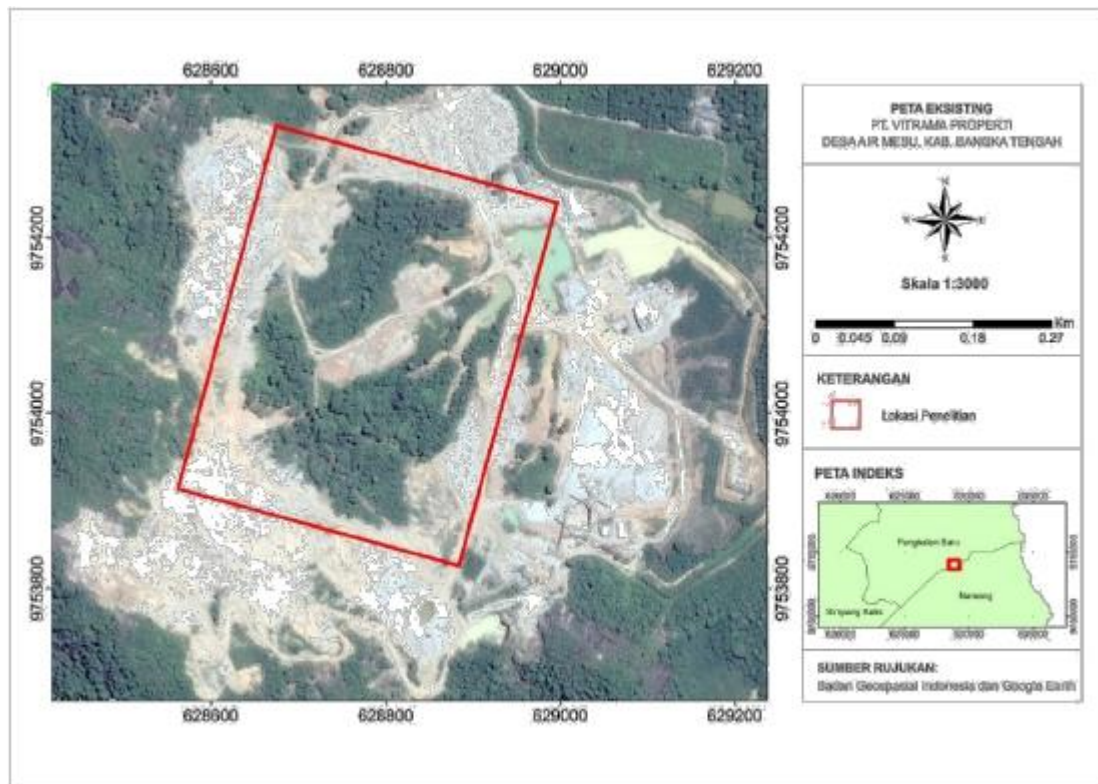 628600 628800 629000 629200
9754200
9754000
9753800
9754200
9754000
9753800
628600 628800 629000 629200
PETA EKSISTING
PT. VITRAMA PROPERTI
DESA AIR MESU, KAB. BANGKA TENGAH
Skala 1:3000
Km
0 0.045 0.09 0.18 0.27
KETERANGAN
Lokasi Penelitian
PETA INDEKS
Pangkalan Baru
Namang
SUMBER RUJUKAN:
Badan Geospasial Indonesia dan Google Earth